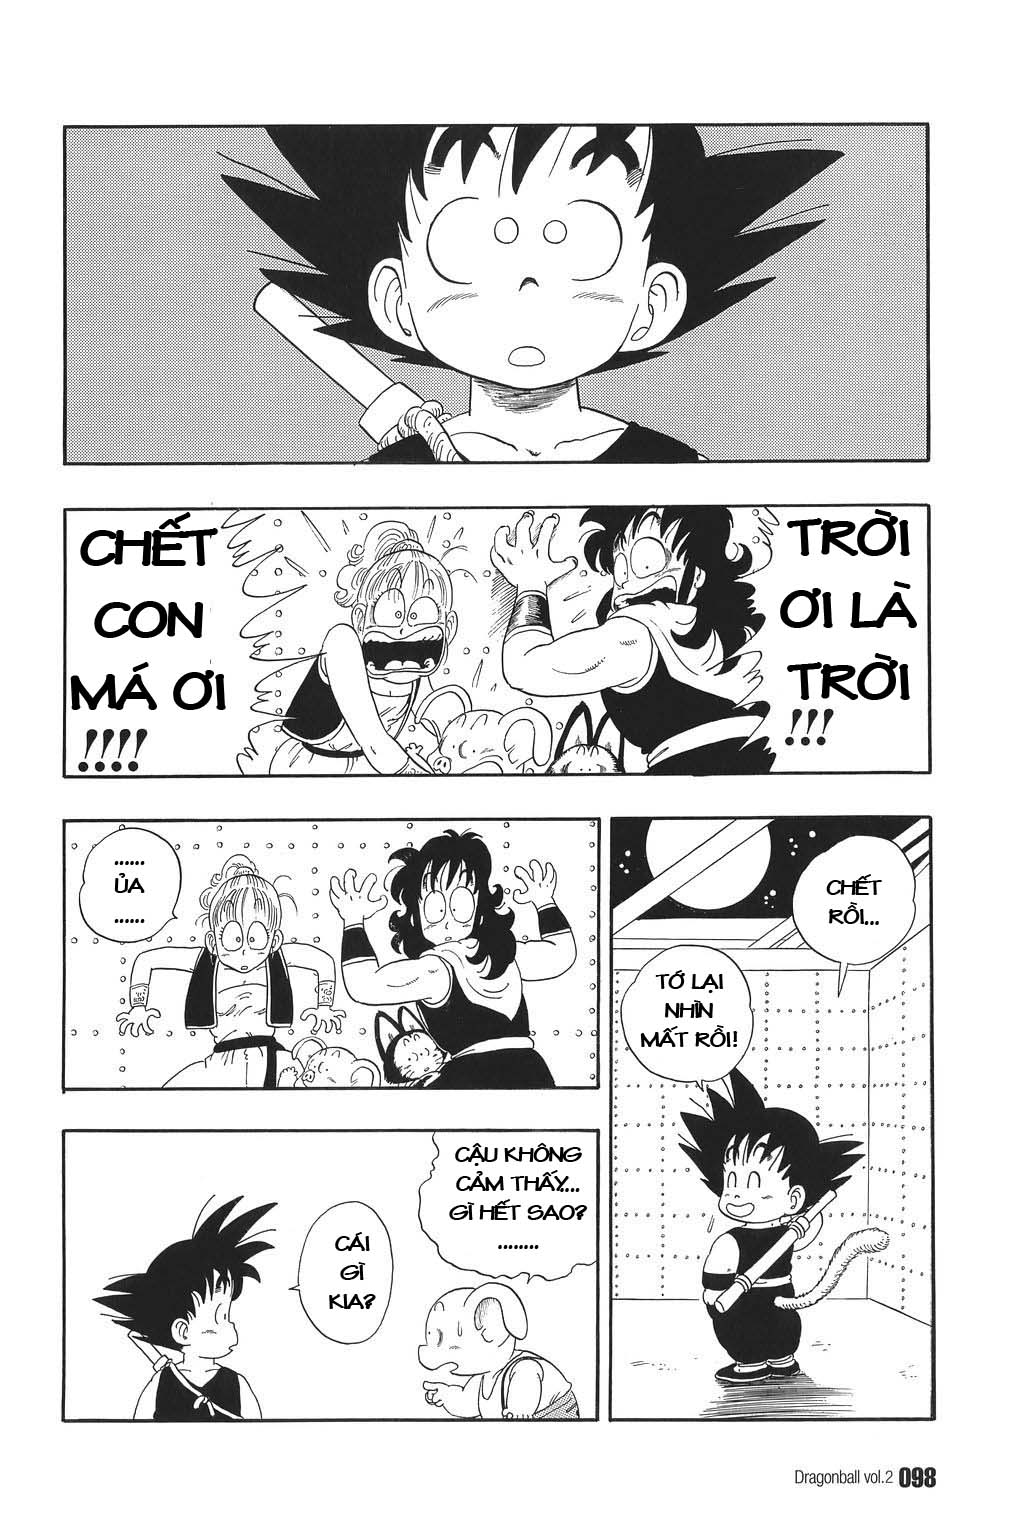 CHẾT
CON
MÁ ƠI
!!!!
TRỜI
ƠI LÀ
TRỜI
!!!
......
ỦA
......
CHẾT
RỒI...
TỚ LẠI
NHÌN
MẤT RỒI!
CẬU KHÔNG
CẢM THẤY....
GÌ HẾT SAO?
........
CÁI
GÌ
KIA?
Dragonball vol.2 098